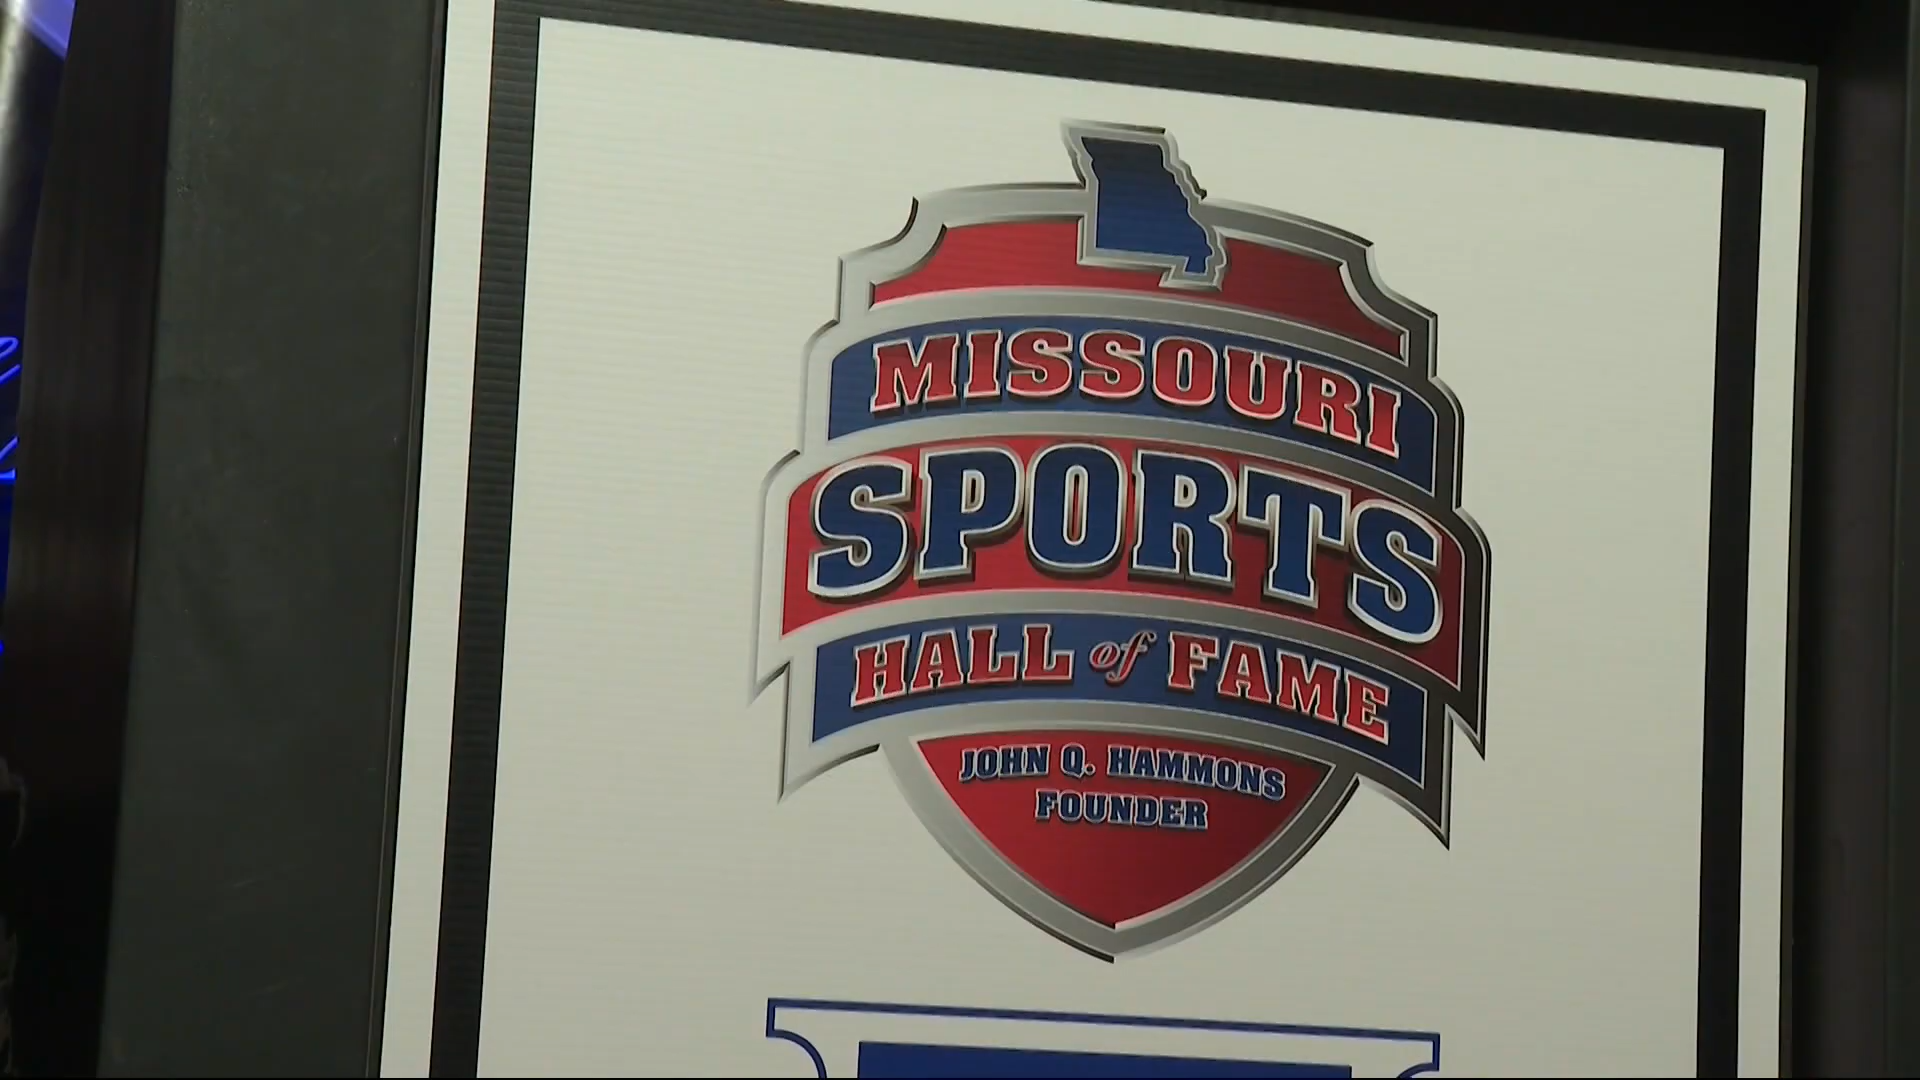 MISSOURI
SPORTS
HALL of FAME
JOHN Q. HAMMONS
FOUNDER